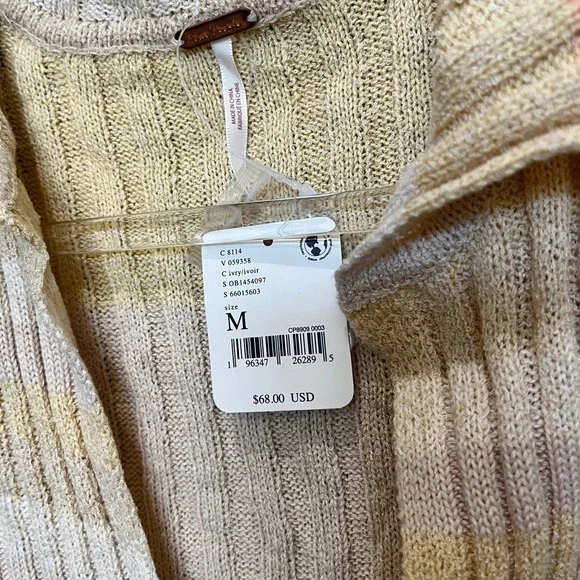 MADE IN CHINA
FABRIQUÉ EN CHINE
C 8114
V 059358
C ivry/ivoir
S OB1454097
S 66015603
size
M
CP8909 0003
1 96347 26289 5
$68.00 USD